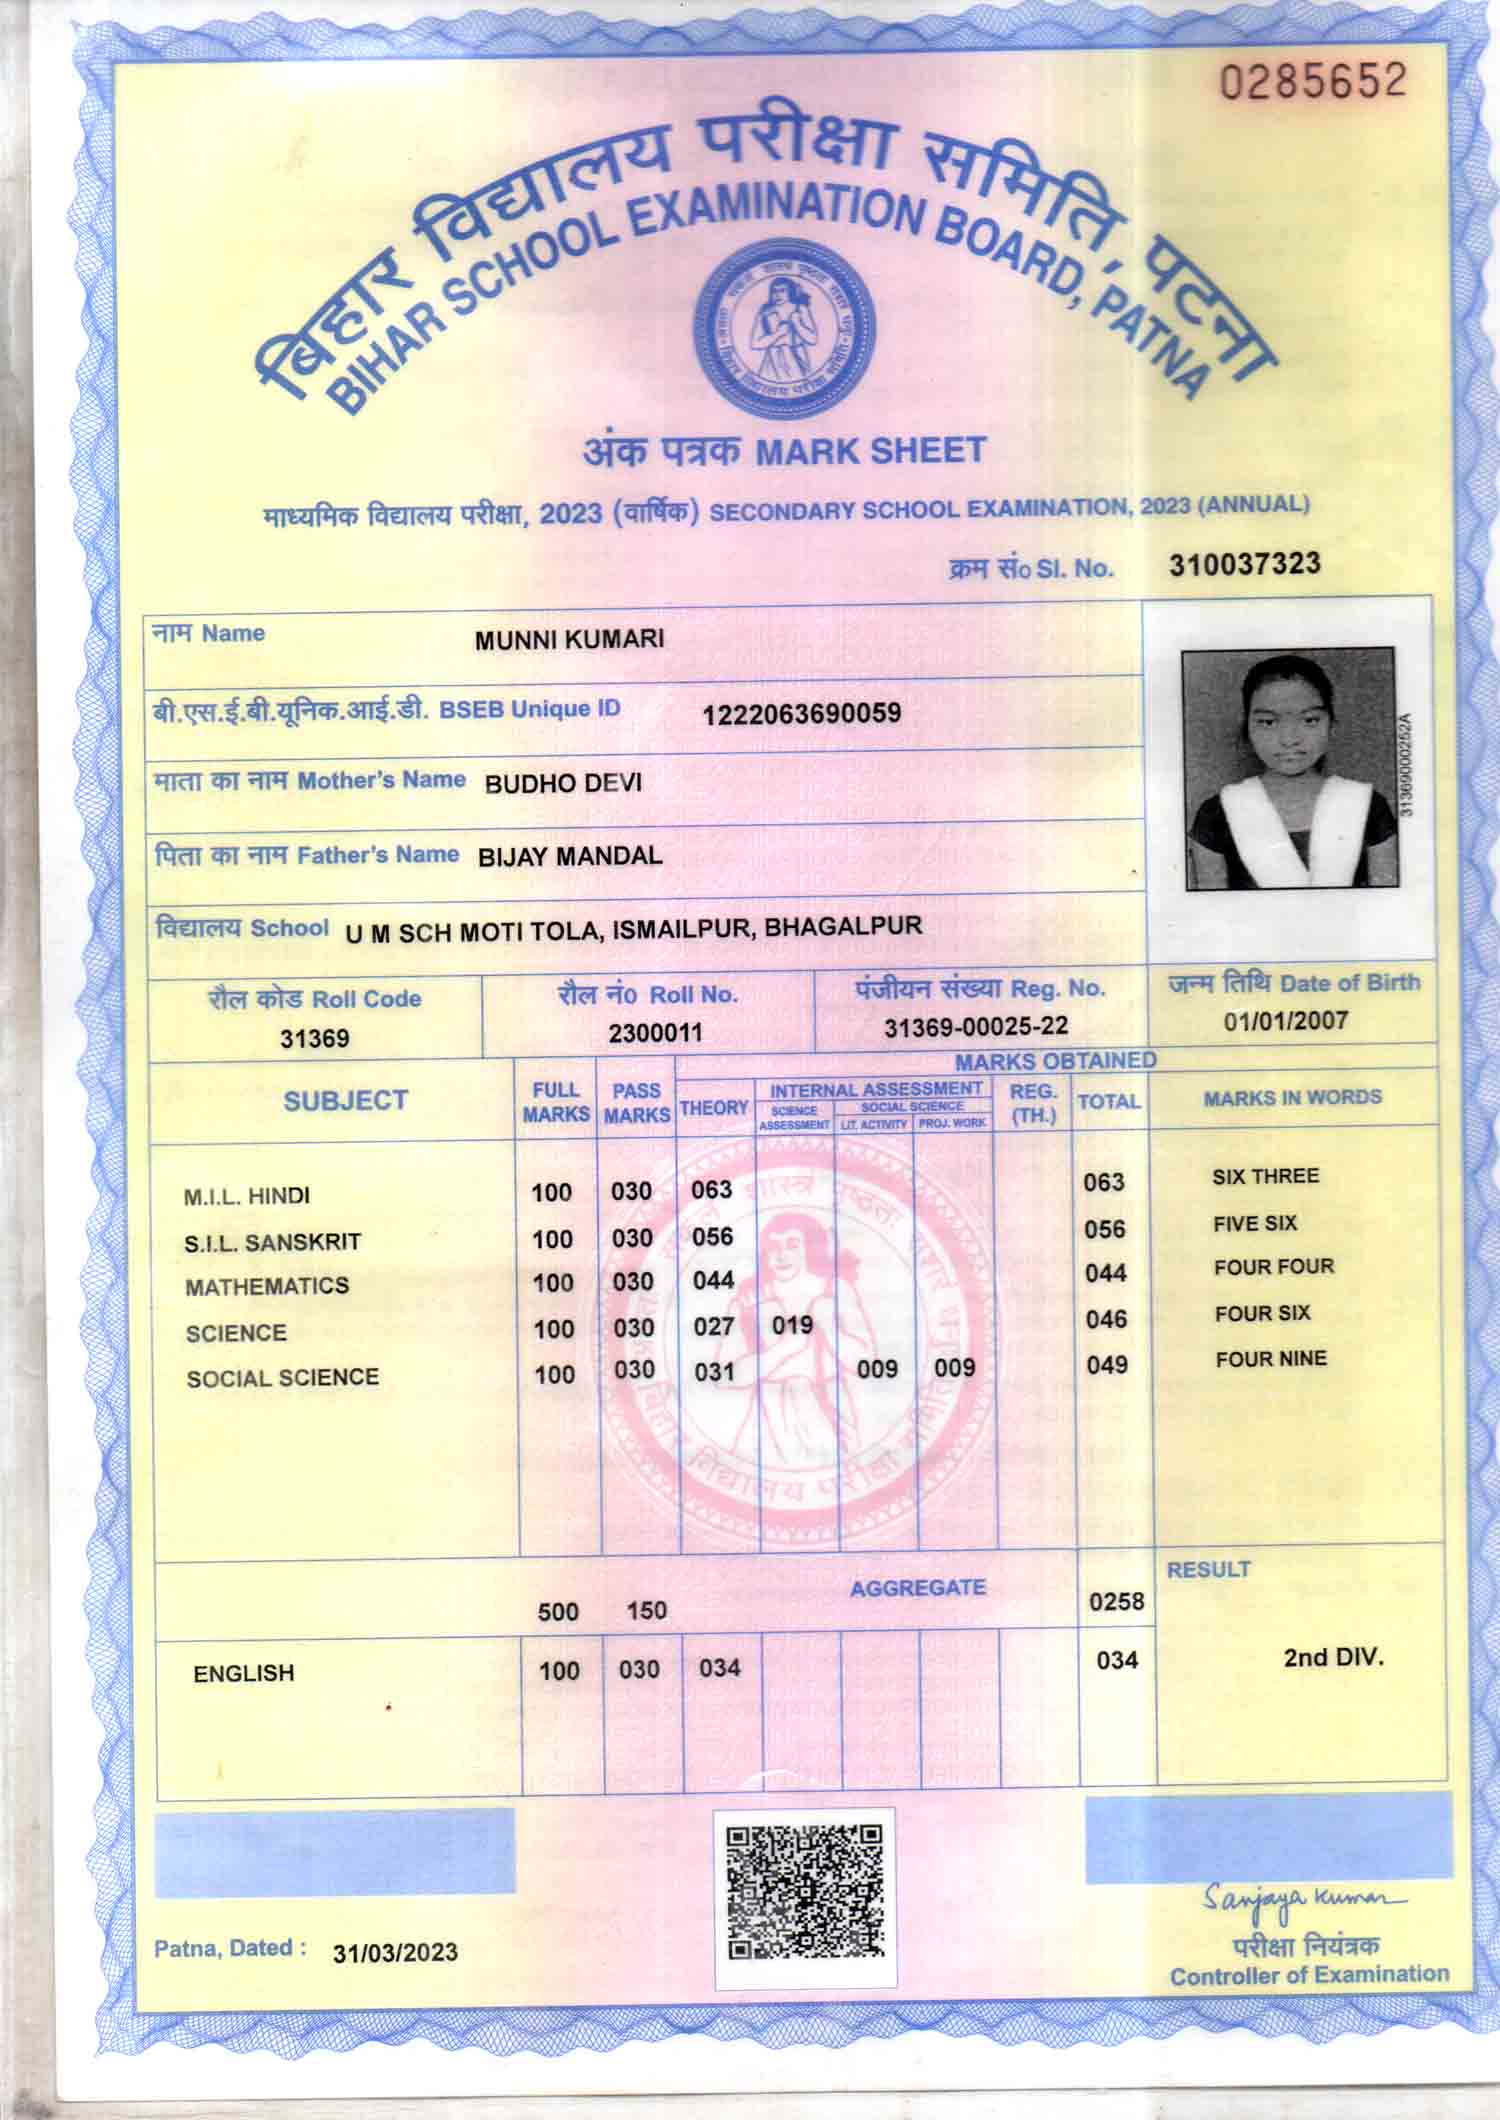 0285652
बिहार विद्यालय परीक्षा समिति, पटना
BIHAR SCHOOL EXAMINATION BOARD, PATNA
अंक पत्रक MARK SHEET
माध्यमिक विद्यालय परीक्षा, 2023 (वार्षिक) SECONDARY SCHOOL EXAMINATION, 2023 (ANNUAL)
क्रम सं० Sl. No. 310037323
नाम Name MUNNI KUMARI
बी.एस.ई.बी.यूनिक.आई.डी. BSEB Unique ID 1222063690059
माता का नाम Mother's Name BUDHO DEVI
पिता का नाम Father's Name BIJAY MANDAL
313690000252A
विद्यालय School U M SCH MOTI TOLA, ISMAILPUR, BHAGALPUR
रौल कोड Roll Code रौल नं० Roll No. पंजीयन संख्या Reg. No. जन्म तिथि Date of Birth
31369 2300011 31369-00025-22 01/01/2007
MARKS OBTAINED
SUBJECT FULL MARKS PASS MARKS THEORY INTERNAL ASSESSMENT REG. (TH.) TOTAL MARKS IN WORDS
SCIENCE ASSESSMENT SOCIAL SCIENCE
LIT. ACTIVITY PROJ. WORK
M.I.L. HINDI 100 030 063 063 SIX THREE
S.I.L. SANSKRIT 100 030 056 056 FIVE SIX
MATHEMATICS 100 030 044 044 FOUR FOUR
SCIENCE 100 030 027 019 046 FOUR SIX
SOCIAL SCIENCE 100 030 031 009 009 049 FOUR NINE
बिहार विद्यालय परीक्षा समिति
AGGREGATE RESULT
500 150 0258
ENGLISH 100 030 034 034 2nd DIV.
Sanjaya Kumar
Patna, Dated : 31/03/2023
परीक्षा नियंत्रक
Controller of Examination